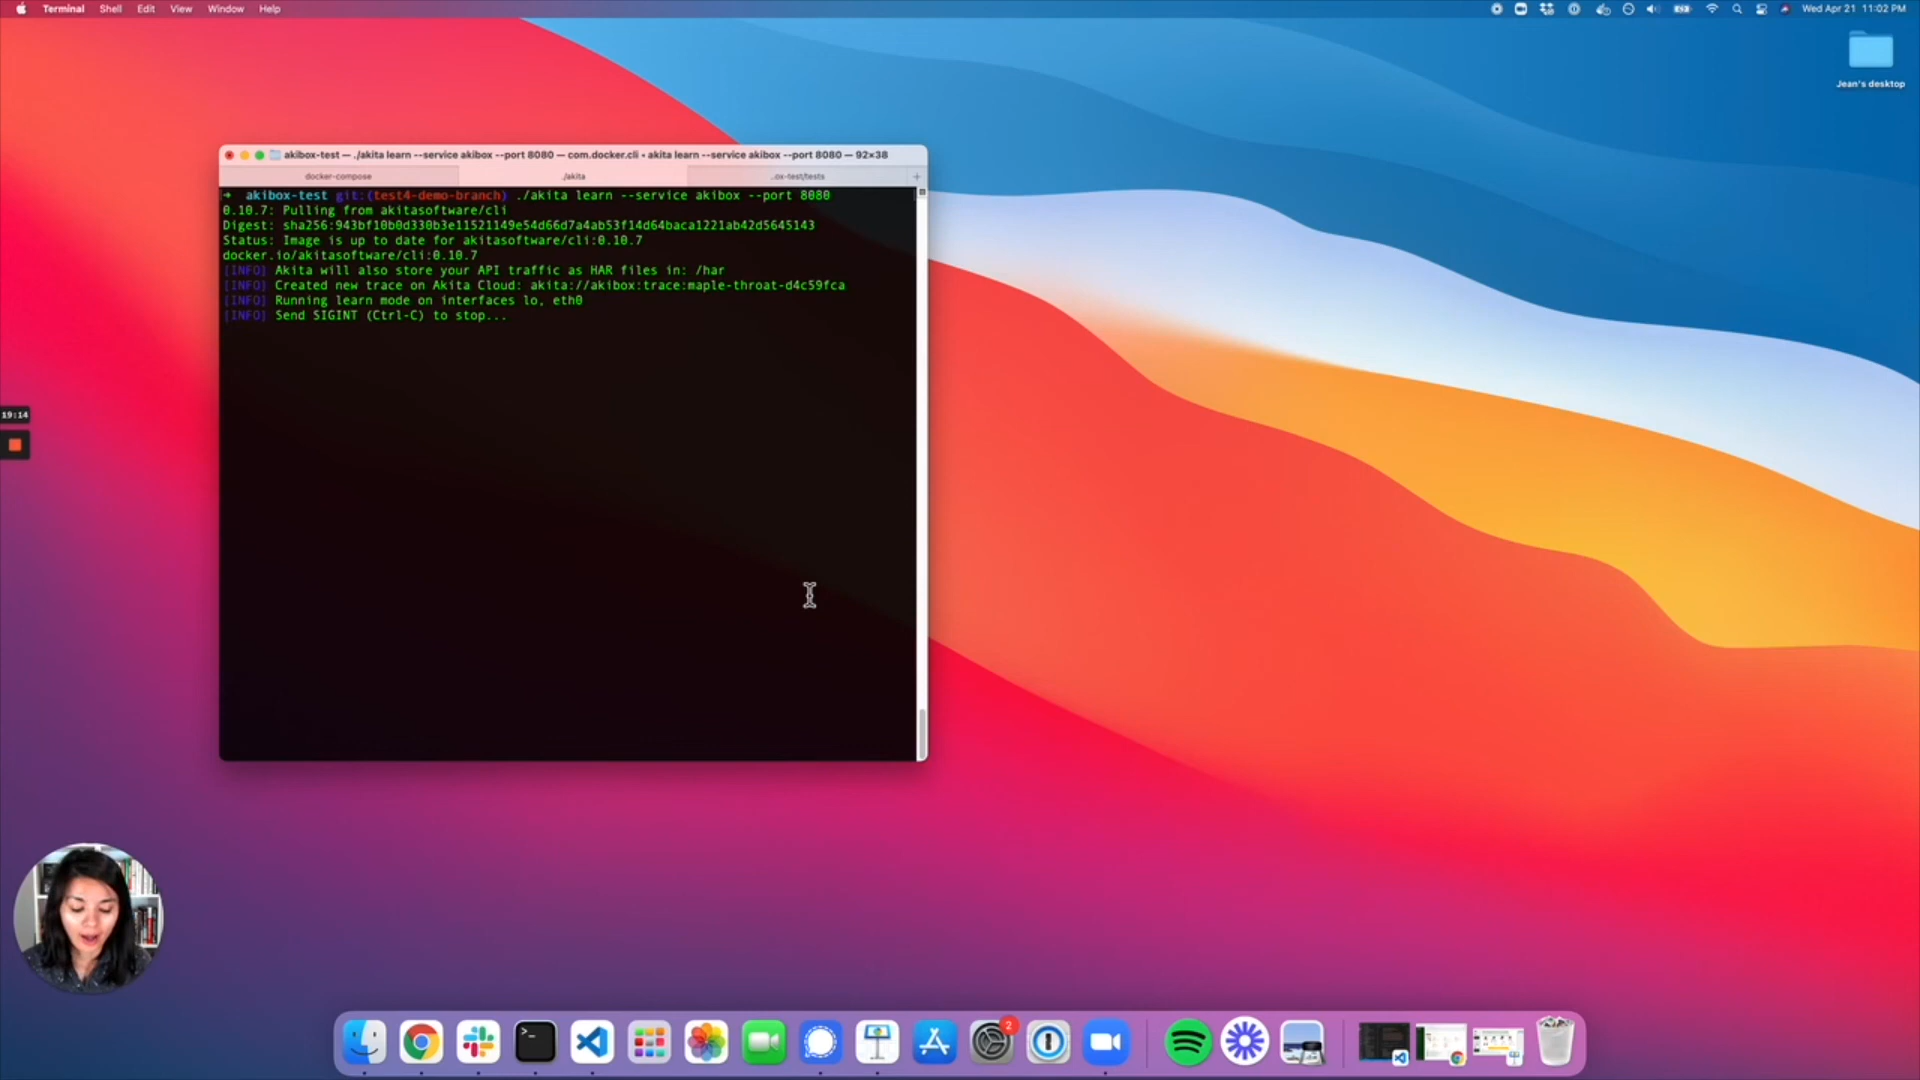 Terminal Shell Edit View Window Help
Wed Apr 21 11:02 PM
Jean's desktop
akibox-test — ./akita learn --service akibox --port 8080 — com.docker.cli • akita learn --service akibox --port 8080 — 92×38
docker-compose ./akita ..ox-test/tests +
→ akibox-test git:(test4-demo-branch) ./akita learn --service akibox --port 8080
0.10.7: Pulling from akitasoftware/cli
Digest: sha256:943bf10b0d330b3e11521149e54d66d7a4ab53f14d64baca1221ab42d5645143
Status: Image is up to date for akitasoftware/cli:0.10.7
docker.io/akitasoftware/cli:0.10.7
[INFO] Akita will also store your API traffic as HAR files in: /har
[INFO] Created new trace on Akita Cloud: akita://akibox:trace:maple-throat-d4c59fca
[INFO] Running learn mode on interfaces lo, eth0
[INFO] Send SIGINT (Ctrl-C) to stop...
19:14
2